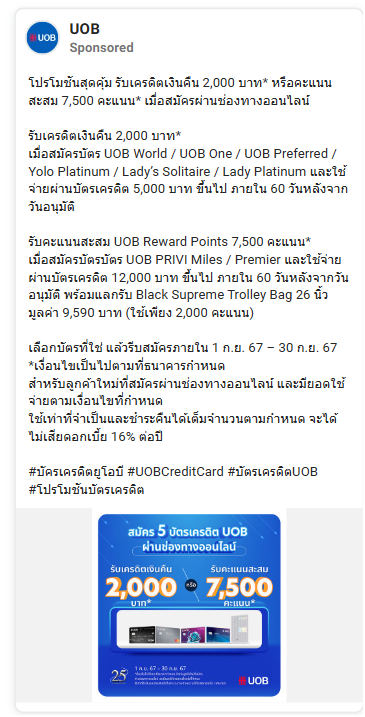 UOB
UOB
Sponsored
โปรโมชันสุดคุ้ม รับเครดิตเงินคืน 2,000 บาท* หรือคะแนน
สะสม 7,500 คะแนน* เมื่อสมัครผ่านช่องทางออนไลน์
รับเครดิตเงินคืน 2,000 บาท*
เมื่อสมัครบัตร UOB World / UOB One / UOB Preferred /
Yolo Platinum / Lady's Solitaire / Lady Platinum และใช้
จ่ายผ่านบัตรเครดิต 5,000 บาท ขึ้นไป ภายใน 60 วันหลังจาก
วันอนุมัติ
รับคะแนนสะสม UOB Reward Points 7,500 คะแนน*
เมื่อสมัครบัตรบัตร UOB PRIVI Miles / Premier และใช้จ่าย
ผ่านบัตรเครดิต 12,000 บาท ขึ้นไป ภายใน 60 วันหลังจากวัน
อนุมัติ พร้อมแลกรับ Black Supreme Trolley Bag 26 นิ้ว
มูลค่า 9,590 บาท (ใช้เพียง 2,000 คะแนน)
เลือกบัตรที่ใช่ แล้วรีบสมัครภายใน 1 ก.ย. 67 – 30 ก.ย. 67
*เงื่อนไขเป็นไปตามที่ธนาคารกำหนด
สำหรับลูกค้าใหม่ที่สมัครผ่านช่องทางออนไลน์ และมียอดใช้
จ่ายตามเงื่อนไขที่กำหนด
ใช้เท่าที่จำเป็นและชำระคืนได้เต็มจำนวนตามกำหนด จะได้
ไม่เสียดอกเบี้ย 16% ต่อปี
#บัครเครดิตยูโอบี #UOBCreditCard #บัตรเครดิตUOB
#โปรโมชันบัตรเครดิต
สมัคร 5 บัตรเครดิต UOB
ผ่านช่องทางออนไลน์
รับเครดิตเงินคืน
2,000
บาท*
หรือ
รับคะแนนสะสม
7,500
คะแนน*
25
1 ก.ย. 67 – 30 ก.ย. 67
UOB